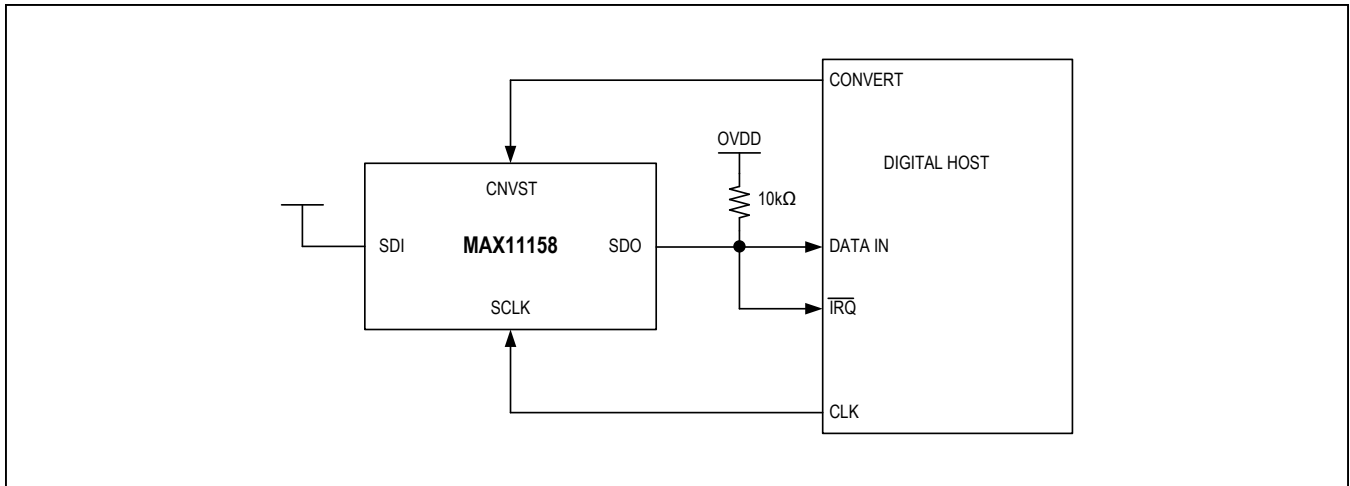 CONVERT
OVDD
DIGITAL HOST
CNVST
10kΩ
SDI
MAX11158
SDO
DATA IN
IRQ
SCLK
CLK